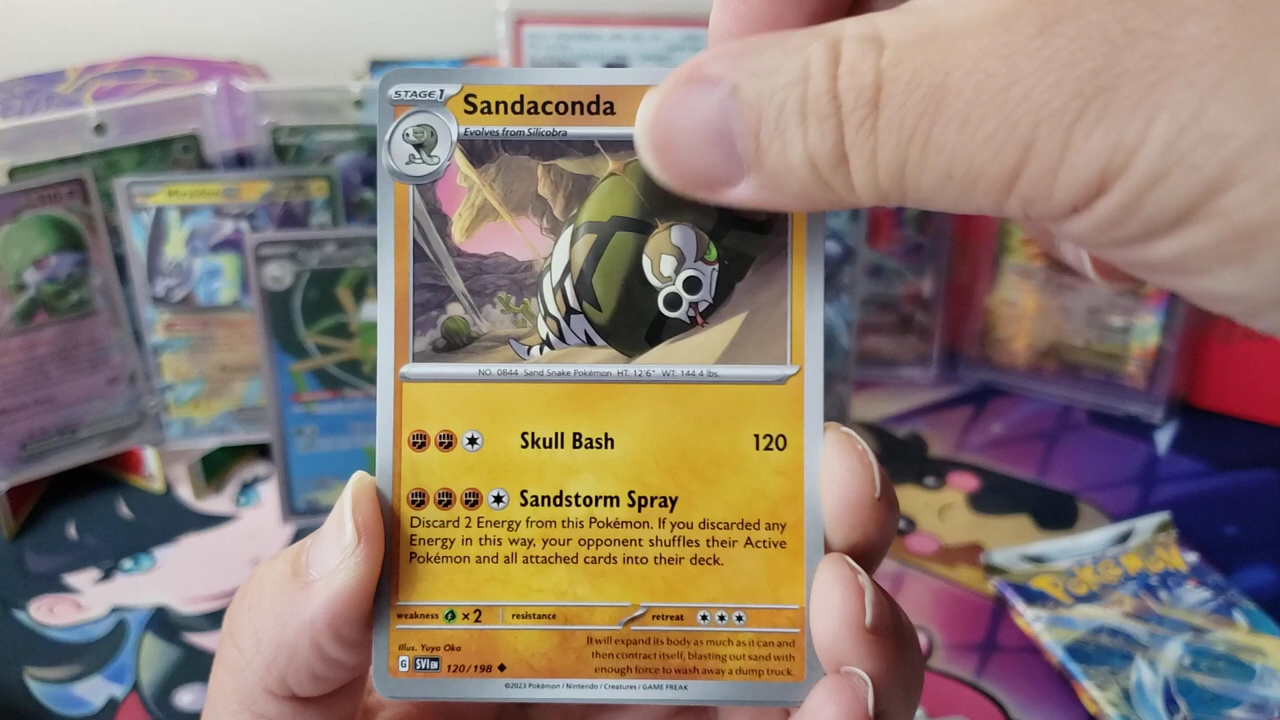 STAGE1
Sandaconda
Evolves from Silicobra
NO. 0844 Sand Snake Pokémon HT: 12'6" WT: 144.4 lbs.
Skull Bash 120
Sandstorm Spray
Discard 2 Energy from this Pokémon. If you discarded any
Energy in this way, your opponent shuffles their Active
Pokémon and all attached cards into their deck.
weakness ×2 resistance retreat
Illus. Yuya Oka
It will expand its body as much as it can and
then contract itself, blasting out sand with
enough force to wash away a dump truck.
G SVI EN 120/198
©2023 Pokémon / Nintendo / Creatures / GAME FREAK
POKÉMON